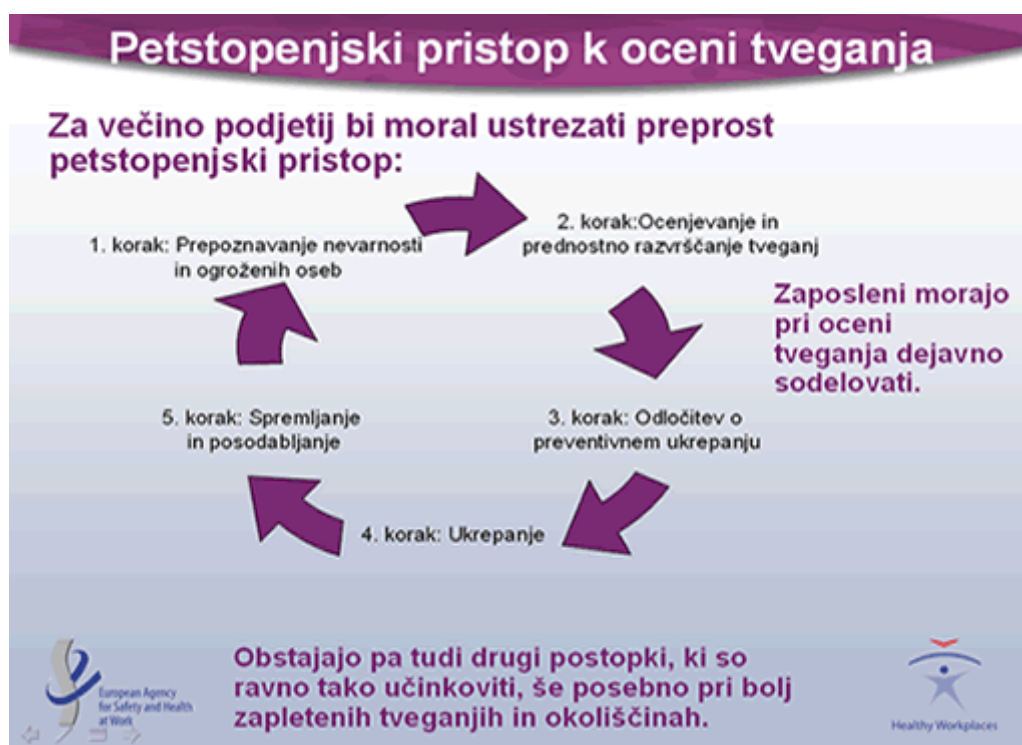 Petstopenjski pristop k oceni tveganja
Za večino podjetij bi moral ustrezati preprost
petstopenjski pristop:
1. korak: Prepoznavanje nevarnosti
in ogroženih oseb
2. korak:Ocenjevanje in
prednostno razvrščanje tveganj
Zaposleni morajo
pri oceni
tveganja dejavno
sodelovati.
3. korak: Odločitev o
preventivnem ukrepanju
4. korak: Ukrepanje
5. korak: Spremljanje
in posodabljanje
Obstajajo pa tudi drugi postopki, ki so
ravno tako učinkoviti, še posebno pri bolj
zapletenih tveganjih in okoliščinah.
European Agency
for Safety and Health
at Work
Healthy Workplaces